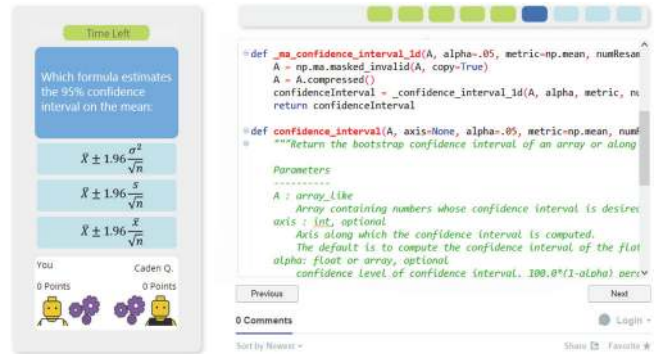 Time Left
Which formula estimates
the 95% confidence
interval on the mean:
X̄ ± 1.96 σ²/√n
X̄ ± 1.96 s/√n
X̄ ± 1.96 x̄/√n
You
Caden Q.
0 Points
0 Points
def _ma_confidence_interval_1d(A, alpha=.05, metric=np.mean, numResam
A = np.ma.masked_invalid(A, copy=True)
A = A.compressed()
confidenceInterval = _confidence_interval_1d(A, alpha, metric, nu
return confidenceInterval
def confidence_interval(A, axis=None, alpha=.05, metric=np.mean, numR
"""Return the bootstrap confidence interval of an array or along
Parameters
----------
A : array_like
Array containing numbers whose confidence interval is desired
axis : int, optional
Axis along which the confidence interval is computed.
The default is to compute the confidence interval of the flat
alpha: float or array, optional
confidence level of confidence interval. 100.0*(1-alpha) perc
Previous
Next
0 Comments
Login
Sort by Newest
Share
Favorite